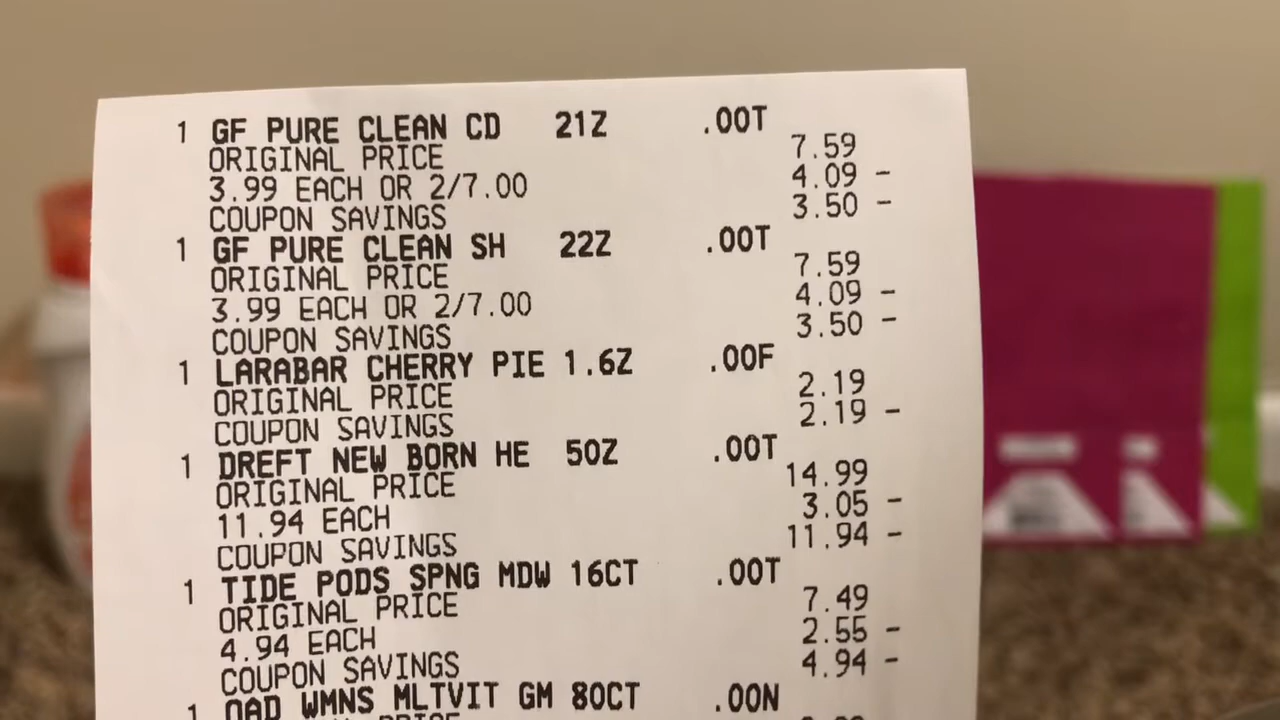 1 GF PURE CLEAN CD 21Z .00T
ORIGINAL PRICE 7.59
3.99 EACH OR 2/7.00 4.09 -
COUPON SAVINGS 3.50 -
1 GF PURE CLEAN SH 22Z .00T
ORIGINAL PRICE 7.59
3.99 EACH OR 2/7.00 4.09 -
COUPON SAVINGS 3.50 -
1 LARABAR CHERRY PIE 1.6Z .00F
ORIGINAL PRICE 2.19
COUPON SAVINGS 2.19 -
1 DREFT NEW BORN HE 50Z .00T
ORIGINAL PRICE 14.99
11.94 EACH 3.05 -
COUPON SAVINGS 11.94 -
1 TIDE PODS SPNG MDW 16CT .00T
ORIGINAL PRICE 7.49
4.94 EACH 2.55 -
COUPON SAVINGS 4.94 -
1 OAD WMNS MLTVIT GM 80CT .00N
PRICE